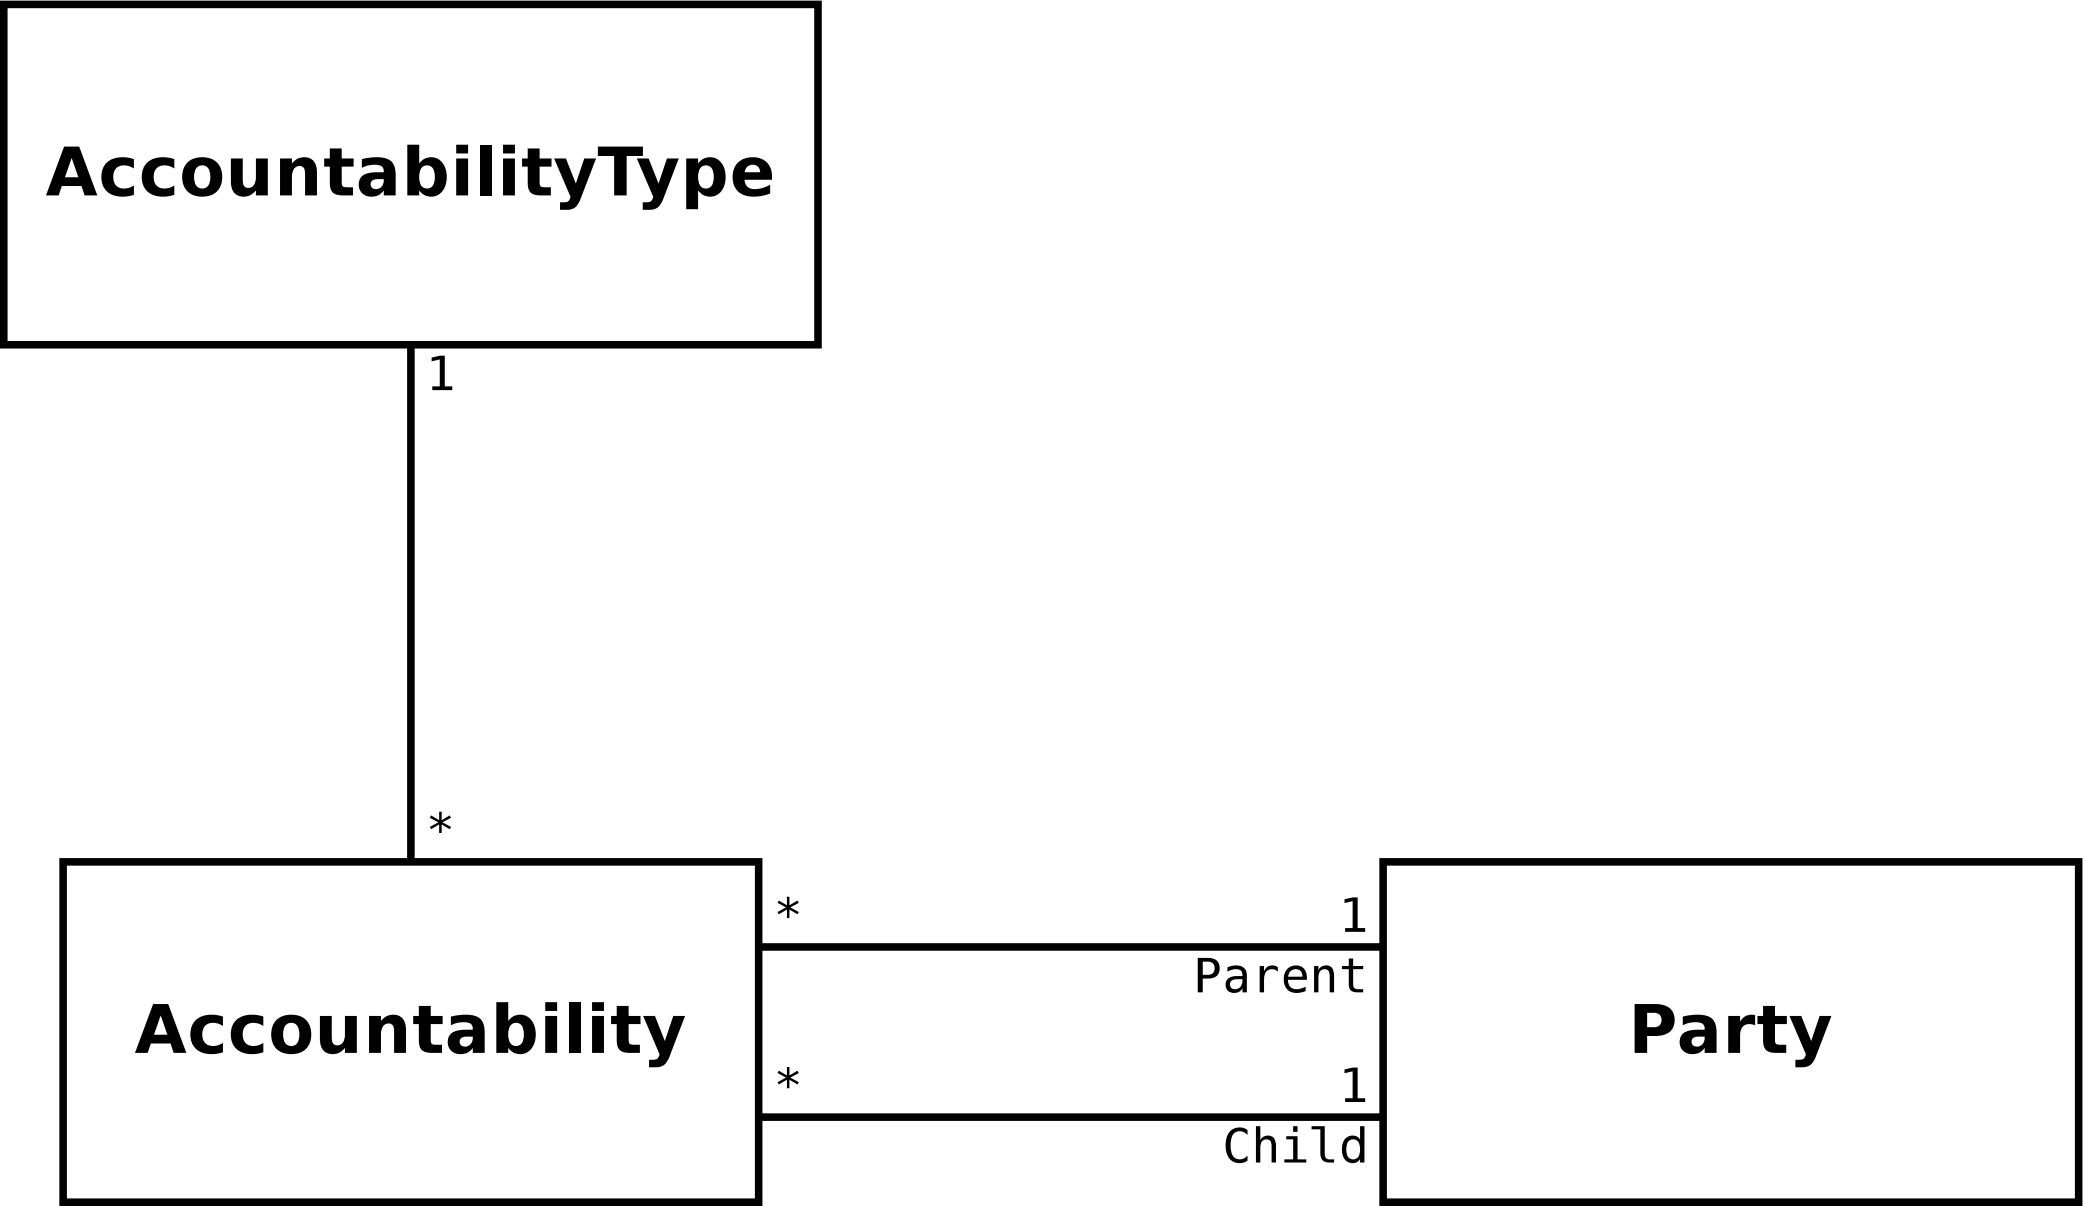 AccountabilityType
1
*
* 1
Parent
Accountability Party
* 1
Child